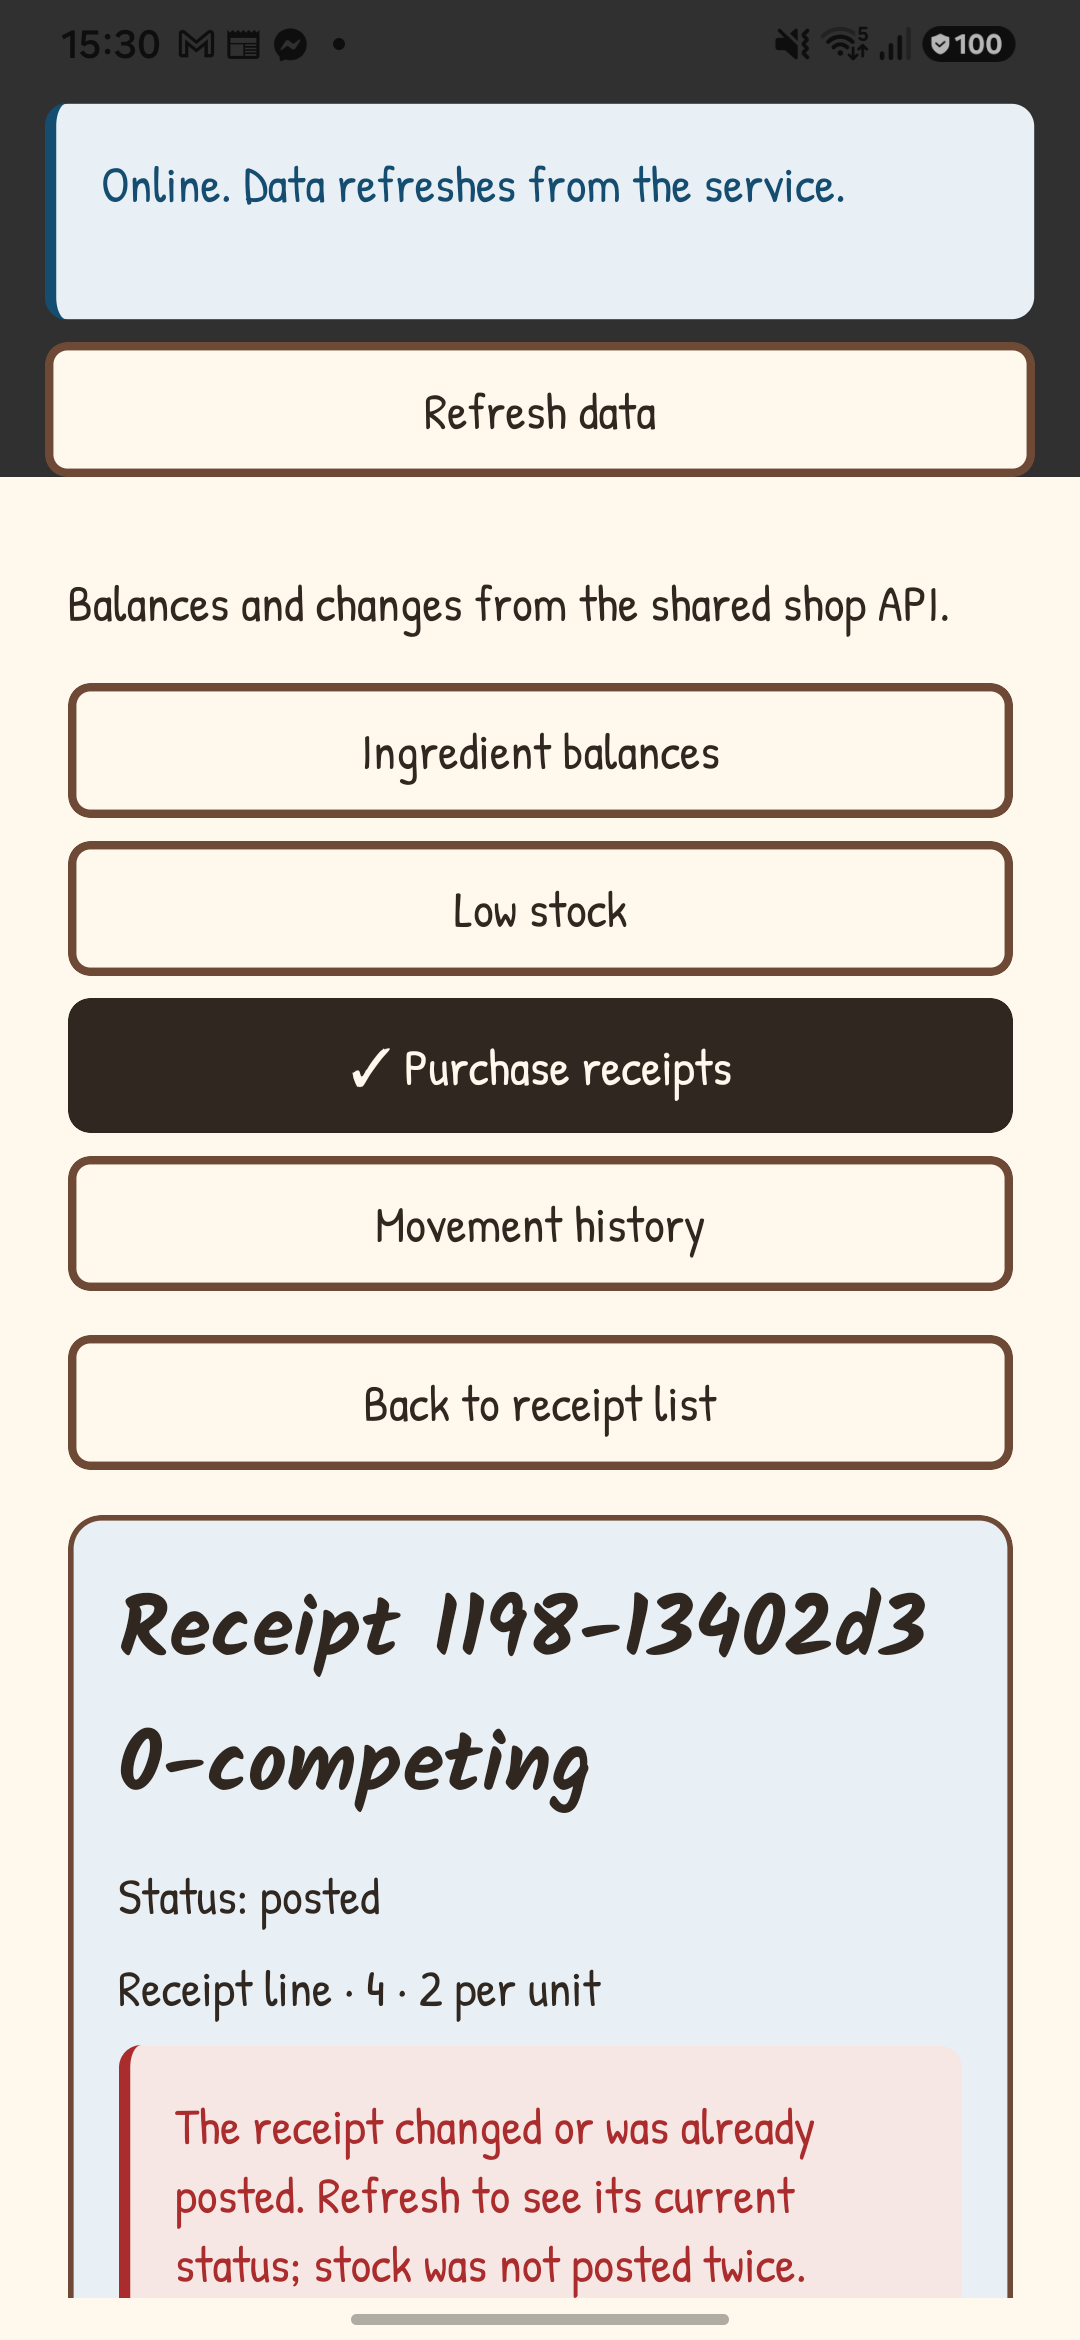 15:30
5
100
Online. Data refreshes from the service.
Refresh data
Balances and changes from the shared shop API.
Ingredient balances
Low stock
✓ Purchase receipts
Movement history
Back to receipt list
Receipt 1198-13402d3
0-competing
Status: posted
Receipt line · 4 · 2 per unit
The receipt changed or was already
posted. Refresh to see its current
status; stock was not posted twice.